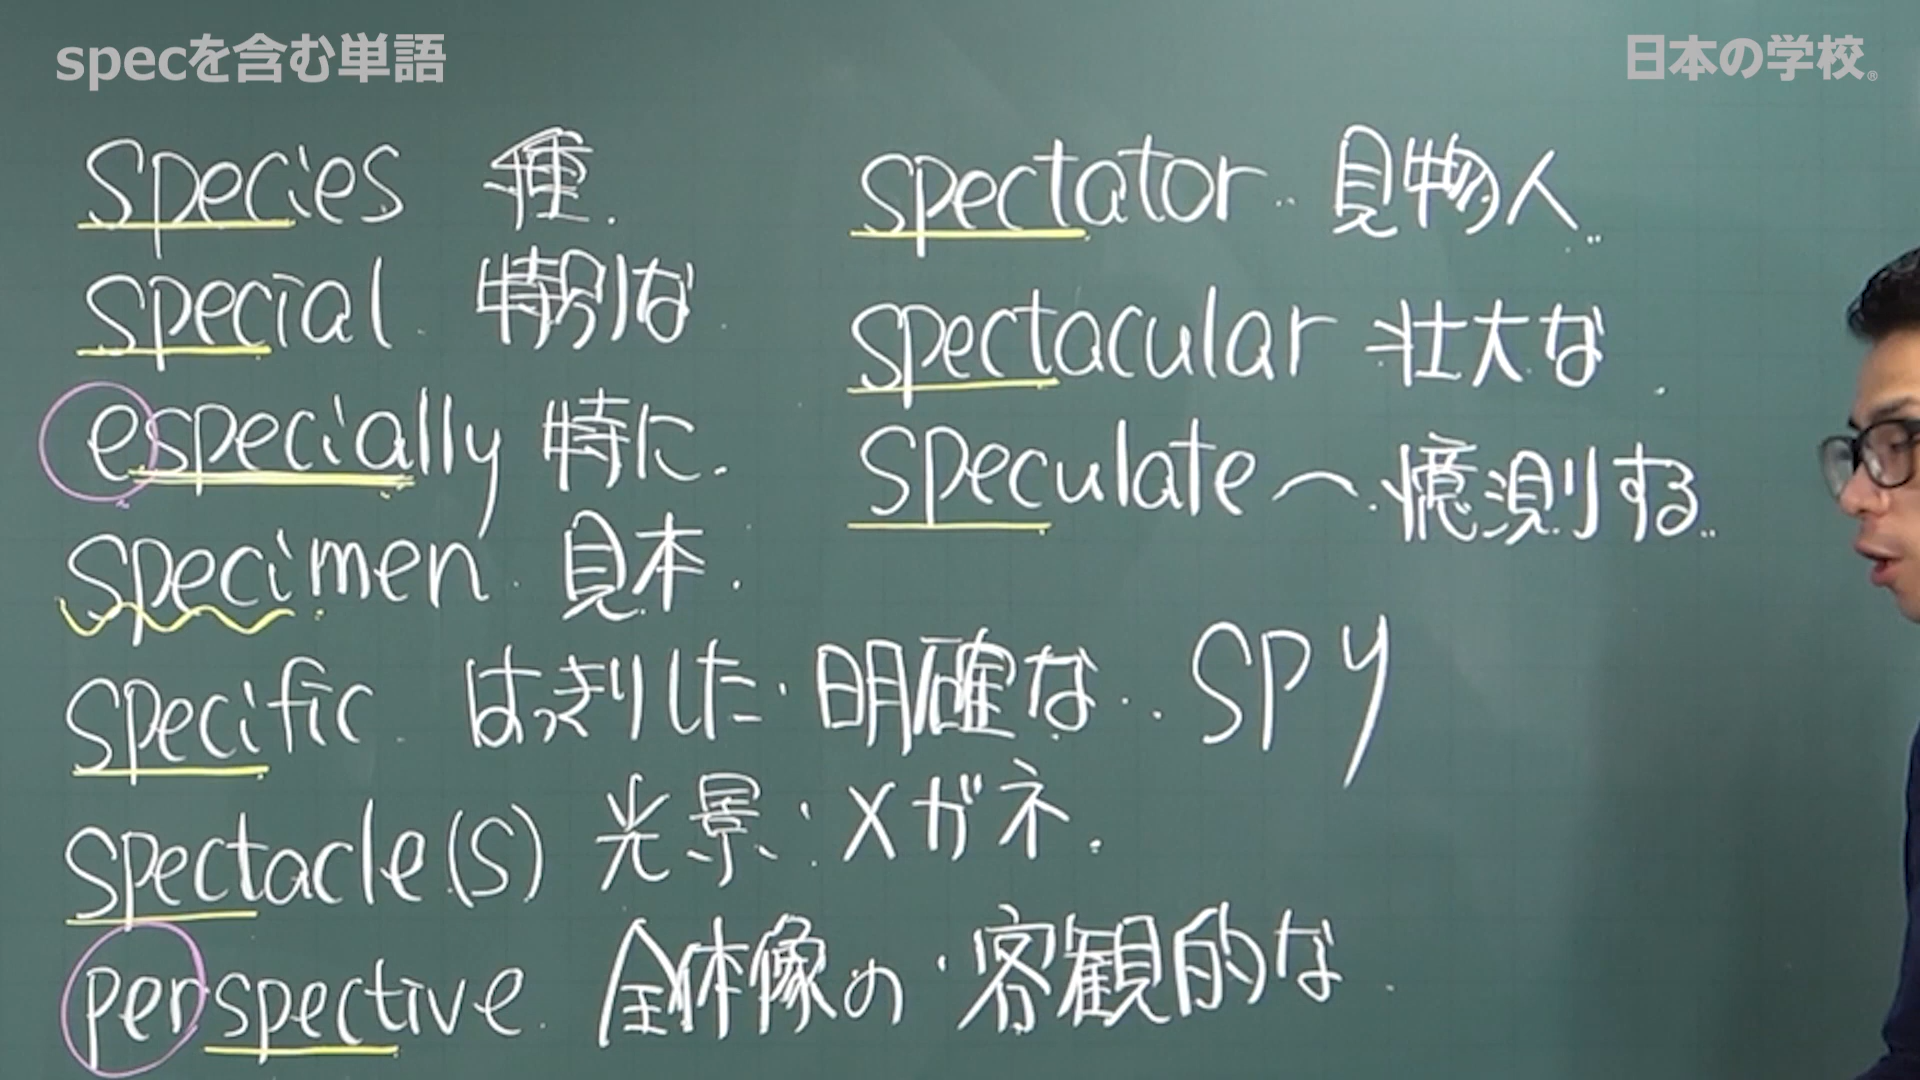 specを含む単語
日本の学校®
species 種
special 特別な
especially 特に
specimen 見本
specific はっきりした・明確な
spectacle(s) 光景・メガネ
perspective 全体像の・客観的な
spectator 見物人
spectacular 壮大な
speculate 〜憶測する
spy